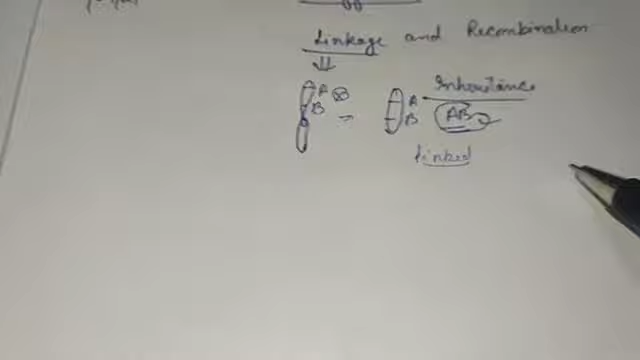 Linkage and Recombination
A
B
A
B
Inheritance
AB
Linked